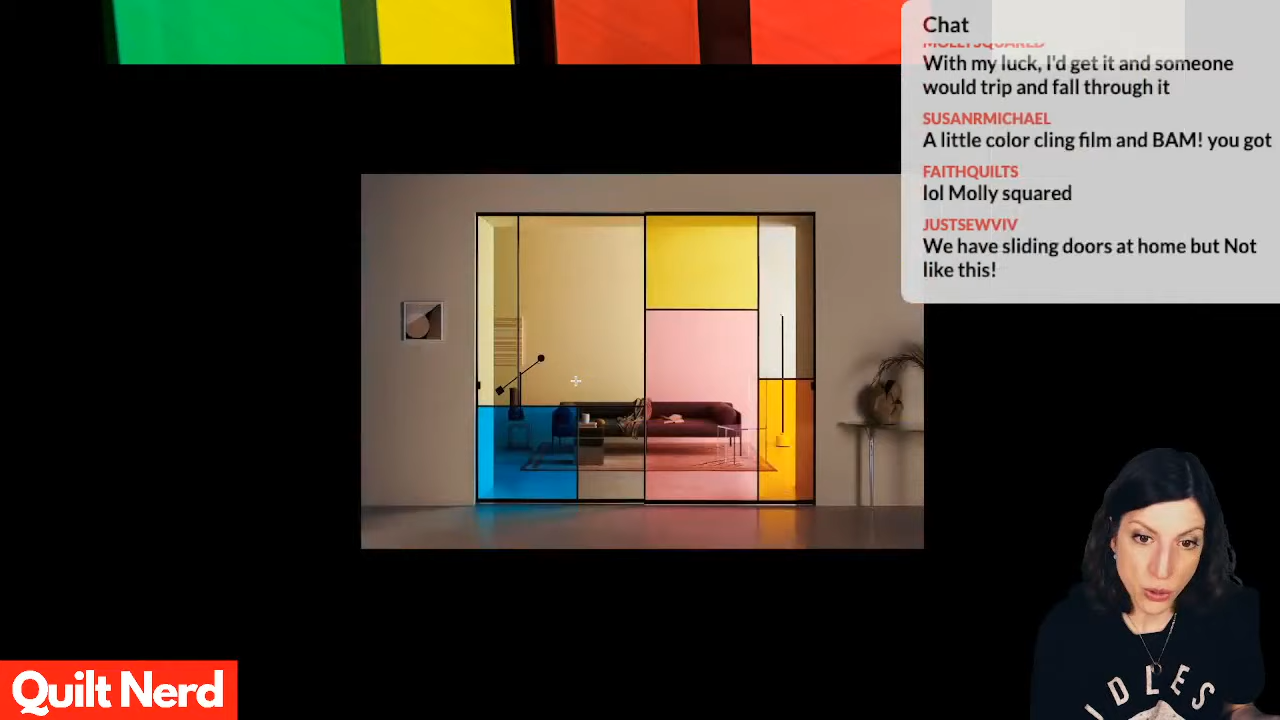 Chat
MOLLYSQUARED
With my luck, I'd get it and someone
would trip and fall through it
SUSANRMICHAEL
A little color cling film and BAM! you got
FAITHQUILTS
lol Molly squared
JUSTSEWVIV
We have sliding doors at home but Not
like this!
IDLES
Quilt Nerd